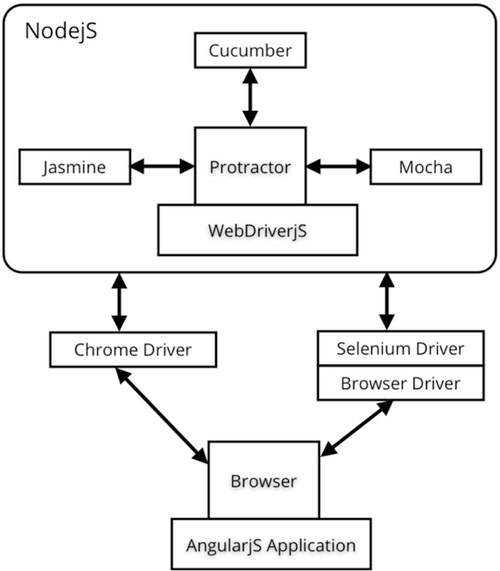 NodejS
Cucumber
Jasmine
Protractor
Mocha
WebDriverjS
Chrome Driver
Selenium Driver
Browser Driver
Browser
AngularjS Application